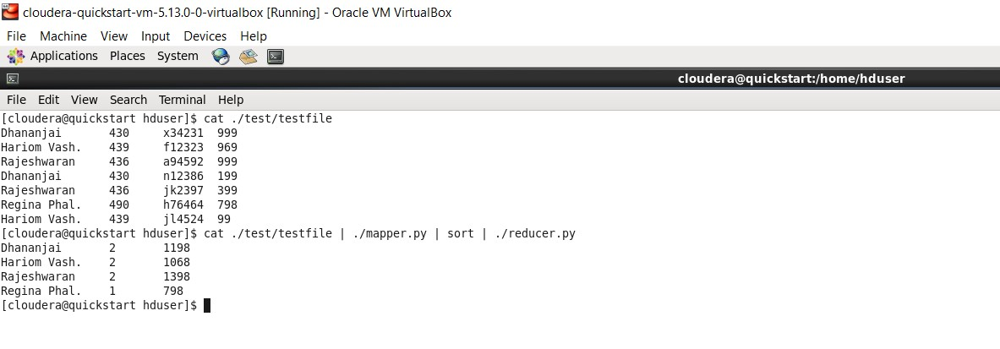 cloudera-quickstart-vm-5.13.0-0-virtualbox [Running] - Oracle VM VirtualBox
File Machine View Input Devices Help
Applications Places System
cloudera@quickstart:/home/hduser
File Edit View Search Terminal Help
[cloudera@quickstart hduser]$ cat ./test/testfile
Dhananjai 430 x34231 999
Hariom Vash. 439 f12323 969
Rajeshwaran 436 a94592 999
Dhananjai 430 n12386 199
Rajeshwaran 436 jk2397 399
Regina Phal. 490 h76464 798
Hariom Vash. 439 jl4524 99
[cloudera@quickstart hduser]$ cat ./test/testfile | ./mapper.py | sort | ./reducer.py
Dhananjai 2 1198
Hariom Vash. 2 1068
Rajeshwaran 2 1398
Regina Phal. 1 798
[cloudera@quickstart hduser]$